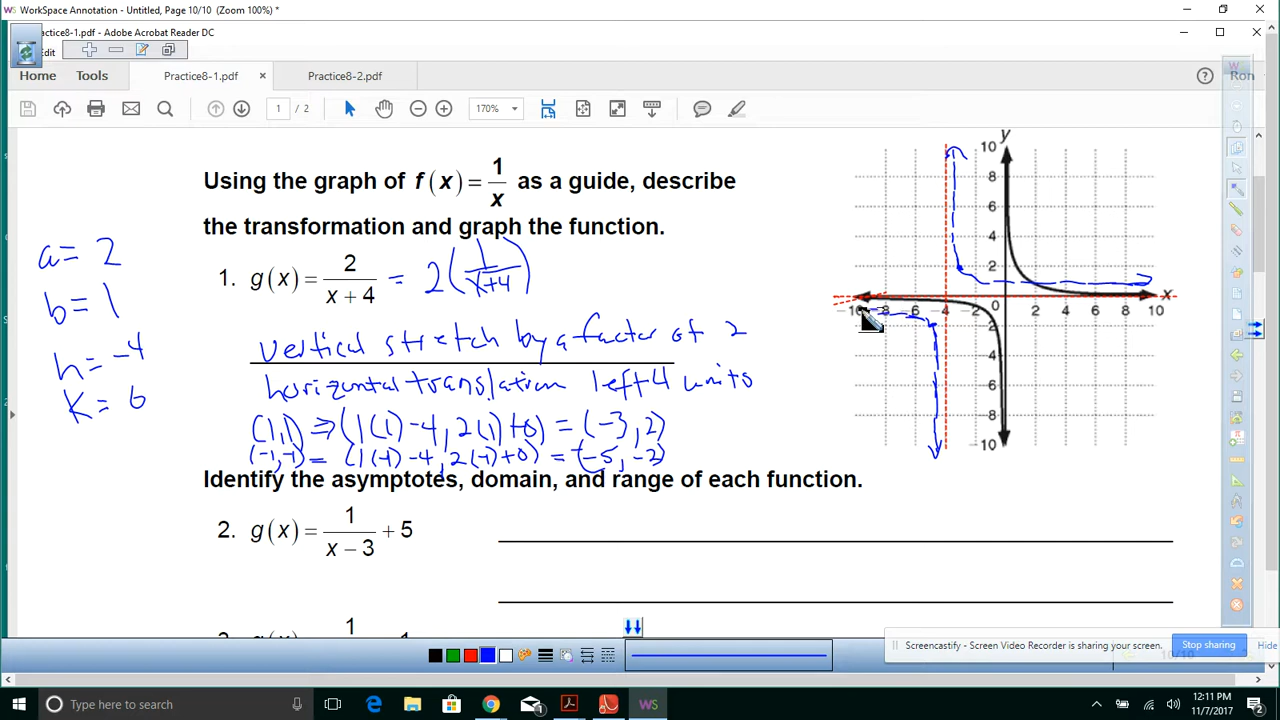 WorkSpace Annotation - Untitled, Page 10/10 (Zoom 100%) *
actice8-1.pdf - Adobe Acrobat Reader DC
dit
Home Tools Practice8-1.pdf × Practice8-2.pdf
1 / 2 170%
Using the graph of f(x) = 1/x as a guide, describe
the transformation and graph the function.
a = 2
b = 1
h = -4
K = 0
1. g(x) = 2/(x + 4) = 2(1/(x+4))
vertical stretch by a factor of 2
horizontal translation left 4 units
(1,1) ⇒ (1(1)-4, 2(1)+0) = (-3, 2)
(-1,-1) = (1(-1)-4, 2(-1)+0) = (-5, -2)
y
10
8
6
4
2
0
x
-10 -8 -6 -4 -2 2 4 6 8 10
2
4
6
8
-10
Identify the asymptotes, domain, and range of each function.
2. g(x) = 1/(x - 3) + 5
1 1
Ron
Screencastify - Screen Video Recorder is sharing your screen. Stop sharing Hide
10/10
Type here to search
12:11 PM
11/7/2017